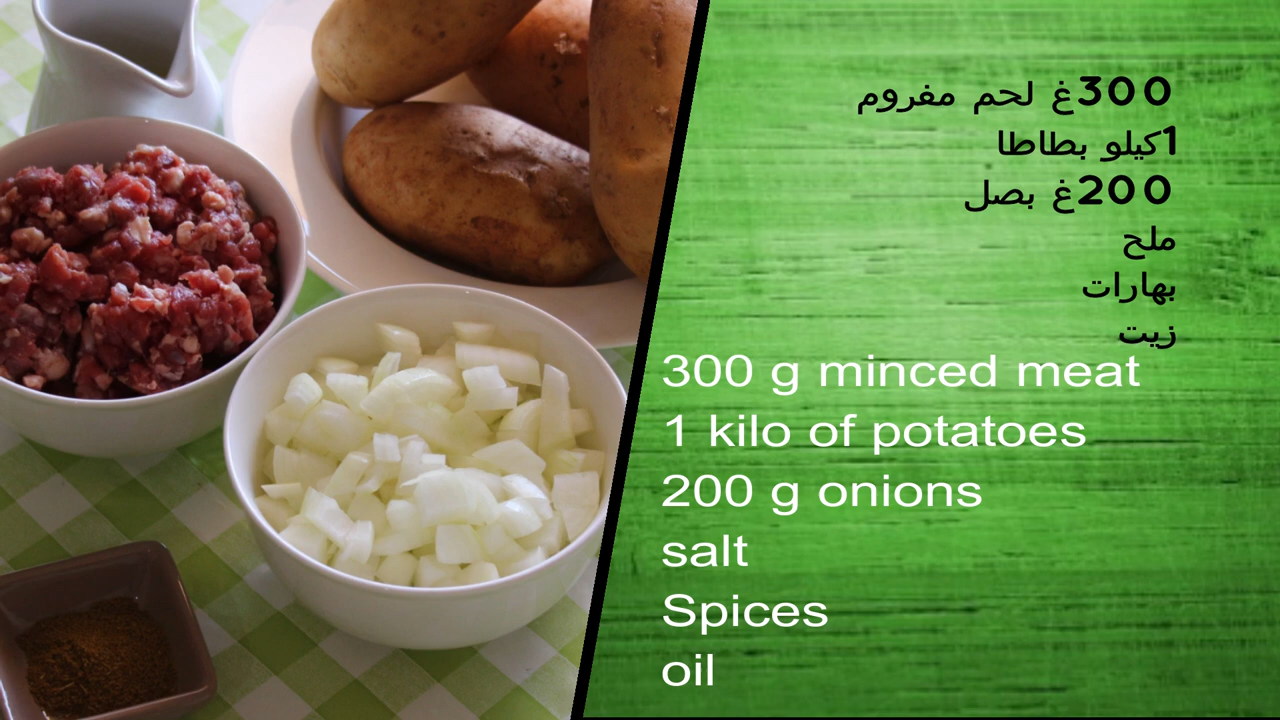 300غ لحم مفروم
1كيلو بطاطا
200غ بصل
ملح
بهارات
زيت
300 g minced meat
1 kilo of potatoes
200 g onions
salt
Spices
oil